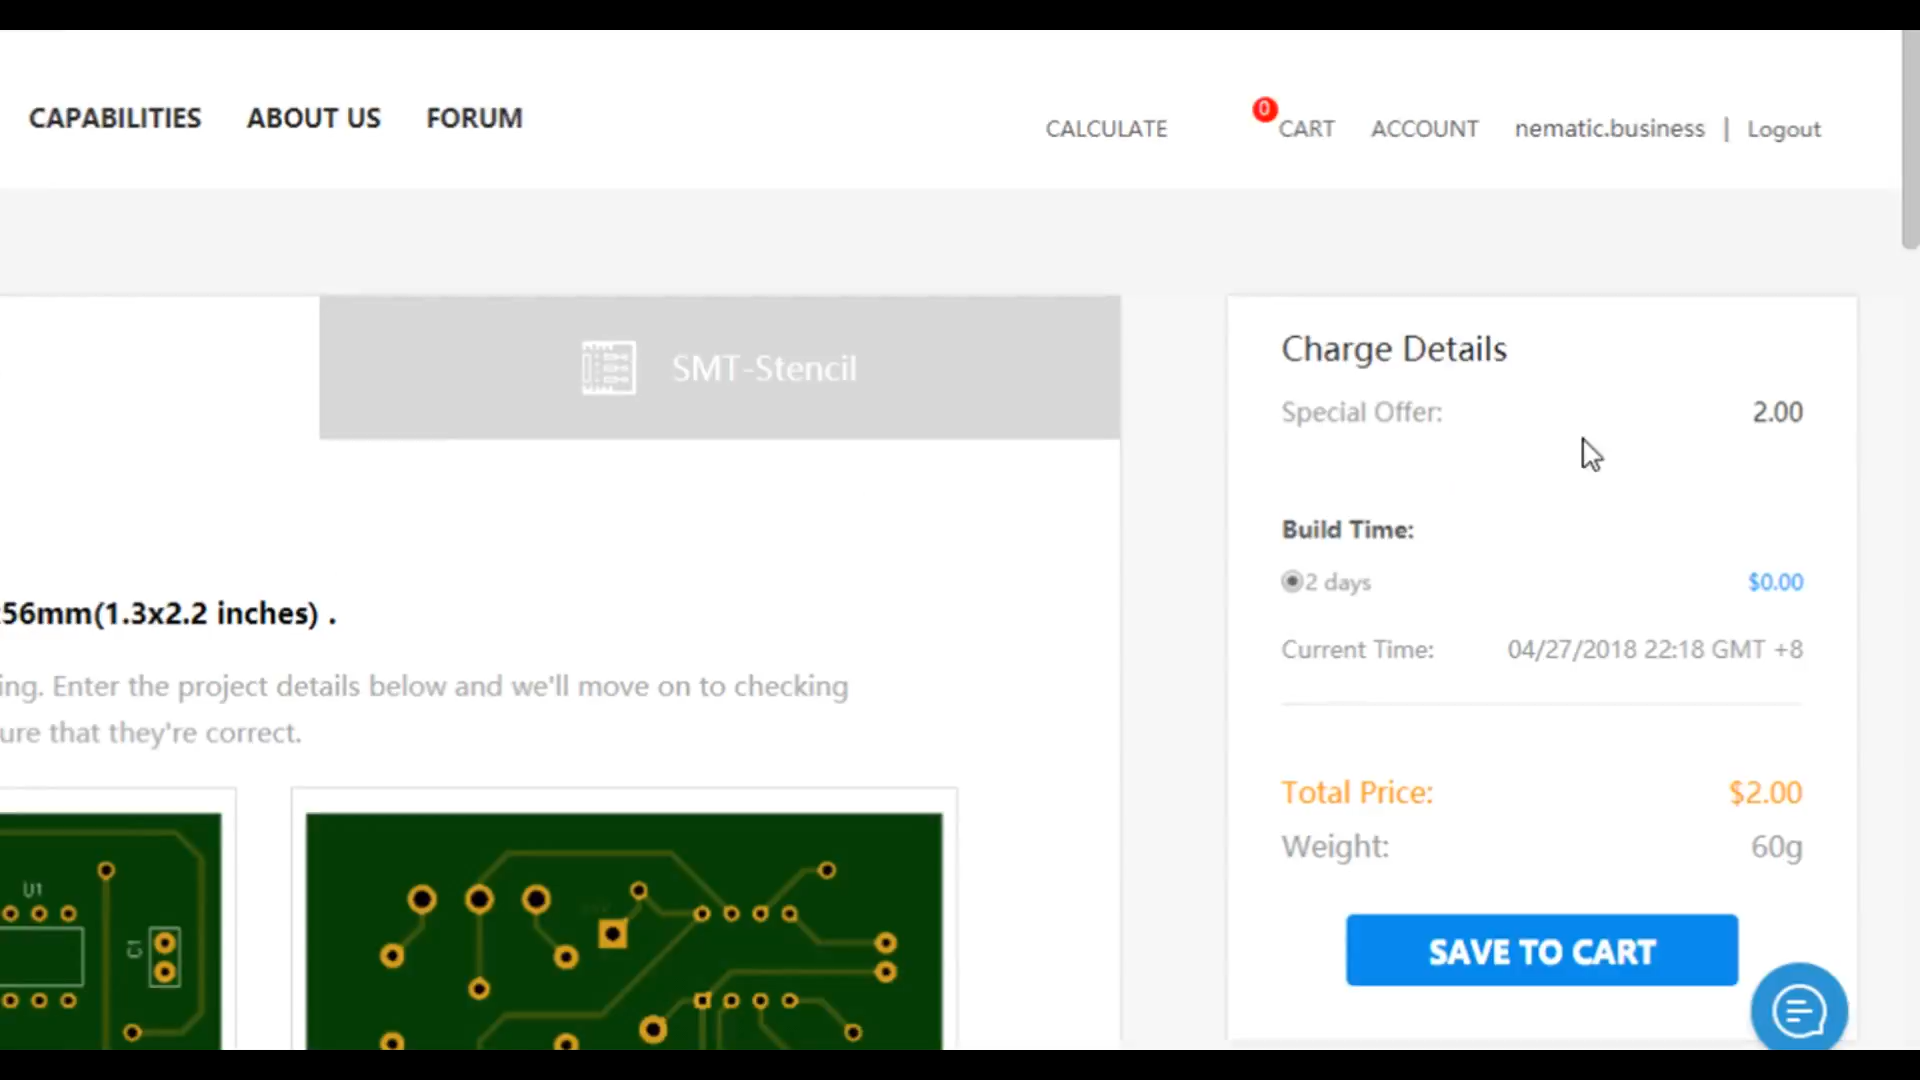 CAPABILITIES ABOUT US FORUM
CALCULATE 0 CART ACCOUNT nematic.business | Logout
SMT-Stencil
56mm(1.3x2.2 inches) .
ing. Enter the project details below and we'll move on to checking
ure that they're correct.
U1
C1
Charge Details
Special Offer: 2.00
Build Time:
2 days $0.00
Current Time: 04/27/2018 22:18 GMT +8
Total Price: $2.00
Weight: 60g
SAVE TO CART